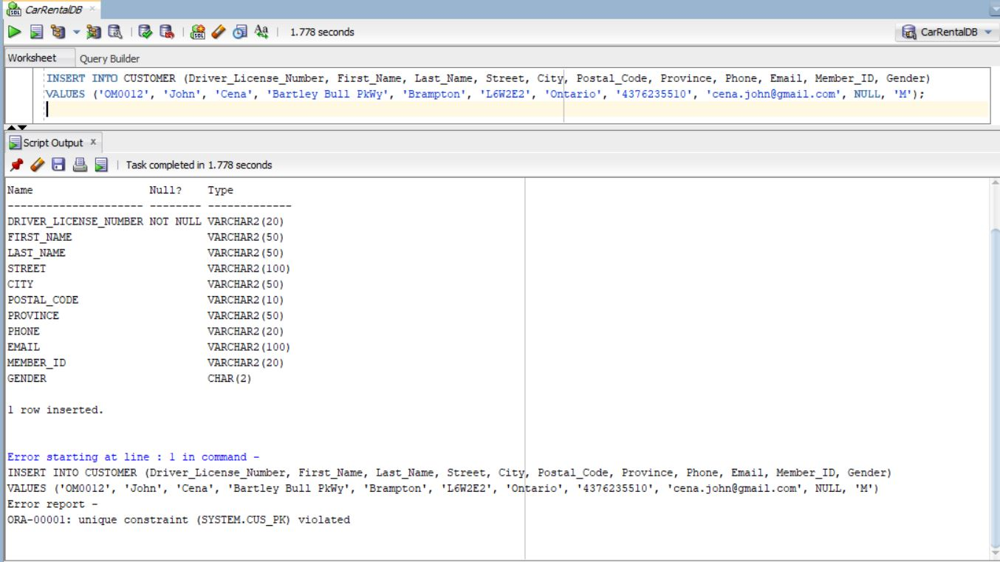 CarRentalDB
1.778 seconds
CarRentalDB
Worksheet Query Builder
INSERT INTO CUSTOMER (Driver_License_Number, First_Name, Last_Name, Street, City, Postal_Code, Province, Phone, Email, Member_ID, Gender)
VALUES ('OM0012', 'John', 'Cena', 'Bartley Bull PkWy', 'Brampton', 'L6W2E2', 'Ontario', '4376235510', 'cena.john@gmail.com', NULL, 'M');
Script Output x
Task completed in 1.778 seconds
Name Null? Type
--------------------- -------- -------------
DRIVER_LICENSE_NUMBER NOT NULL VARCHAR2(20)
FIRST_NAME VARCHAR2(50)
LAST_NAME VARCHAR2(50)
STREET VARCHAR2(100)
CITY VARCHAR2(50)
POSTAL_CODE VARCHAR2(10)
PROVINCE VARCHAR2(50)
PHONE VARCHAR2(20)
EMAIL VARCHAR2(100)
MEMBER_ID VARCHAR2(20)
GENDER CHAR(2)
1 row inserted.
Error starting at line : 1 in command -
INSERT INTO CUSTOMER (Driver_License_Number, First_Name, Last_Name, Street, City, Postal_Code, Province, Phone, Email, Member_ID, Gender)
VALUES ('OM0012', 'John', 'Cena', 'Bartley Bull PkWy', 'Brampton', 'L6W2E2', 'Ontario', '4376235510', 'cena.john@gmail.com', NULL, 'M')
Error report -
ORA-00001: unique constraint (SYSTEM.CUS_PK) violated